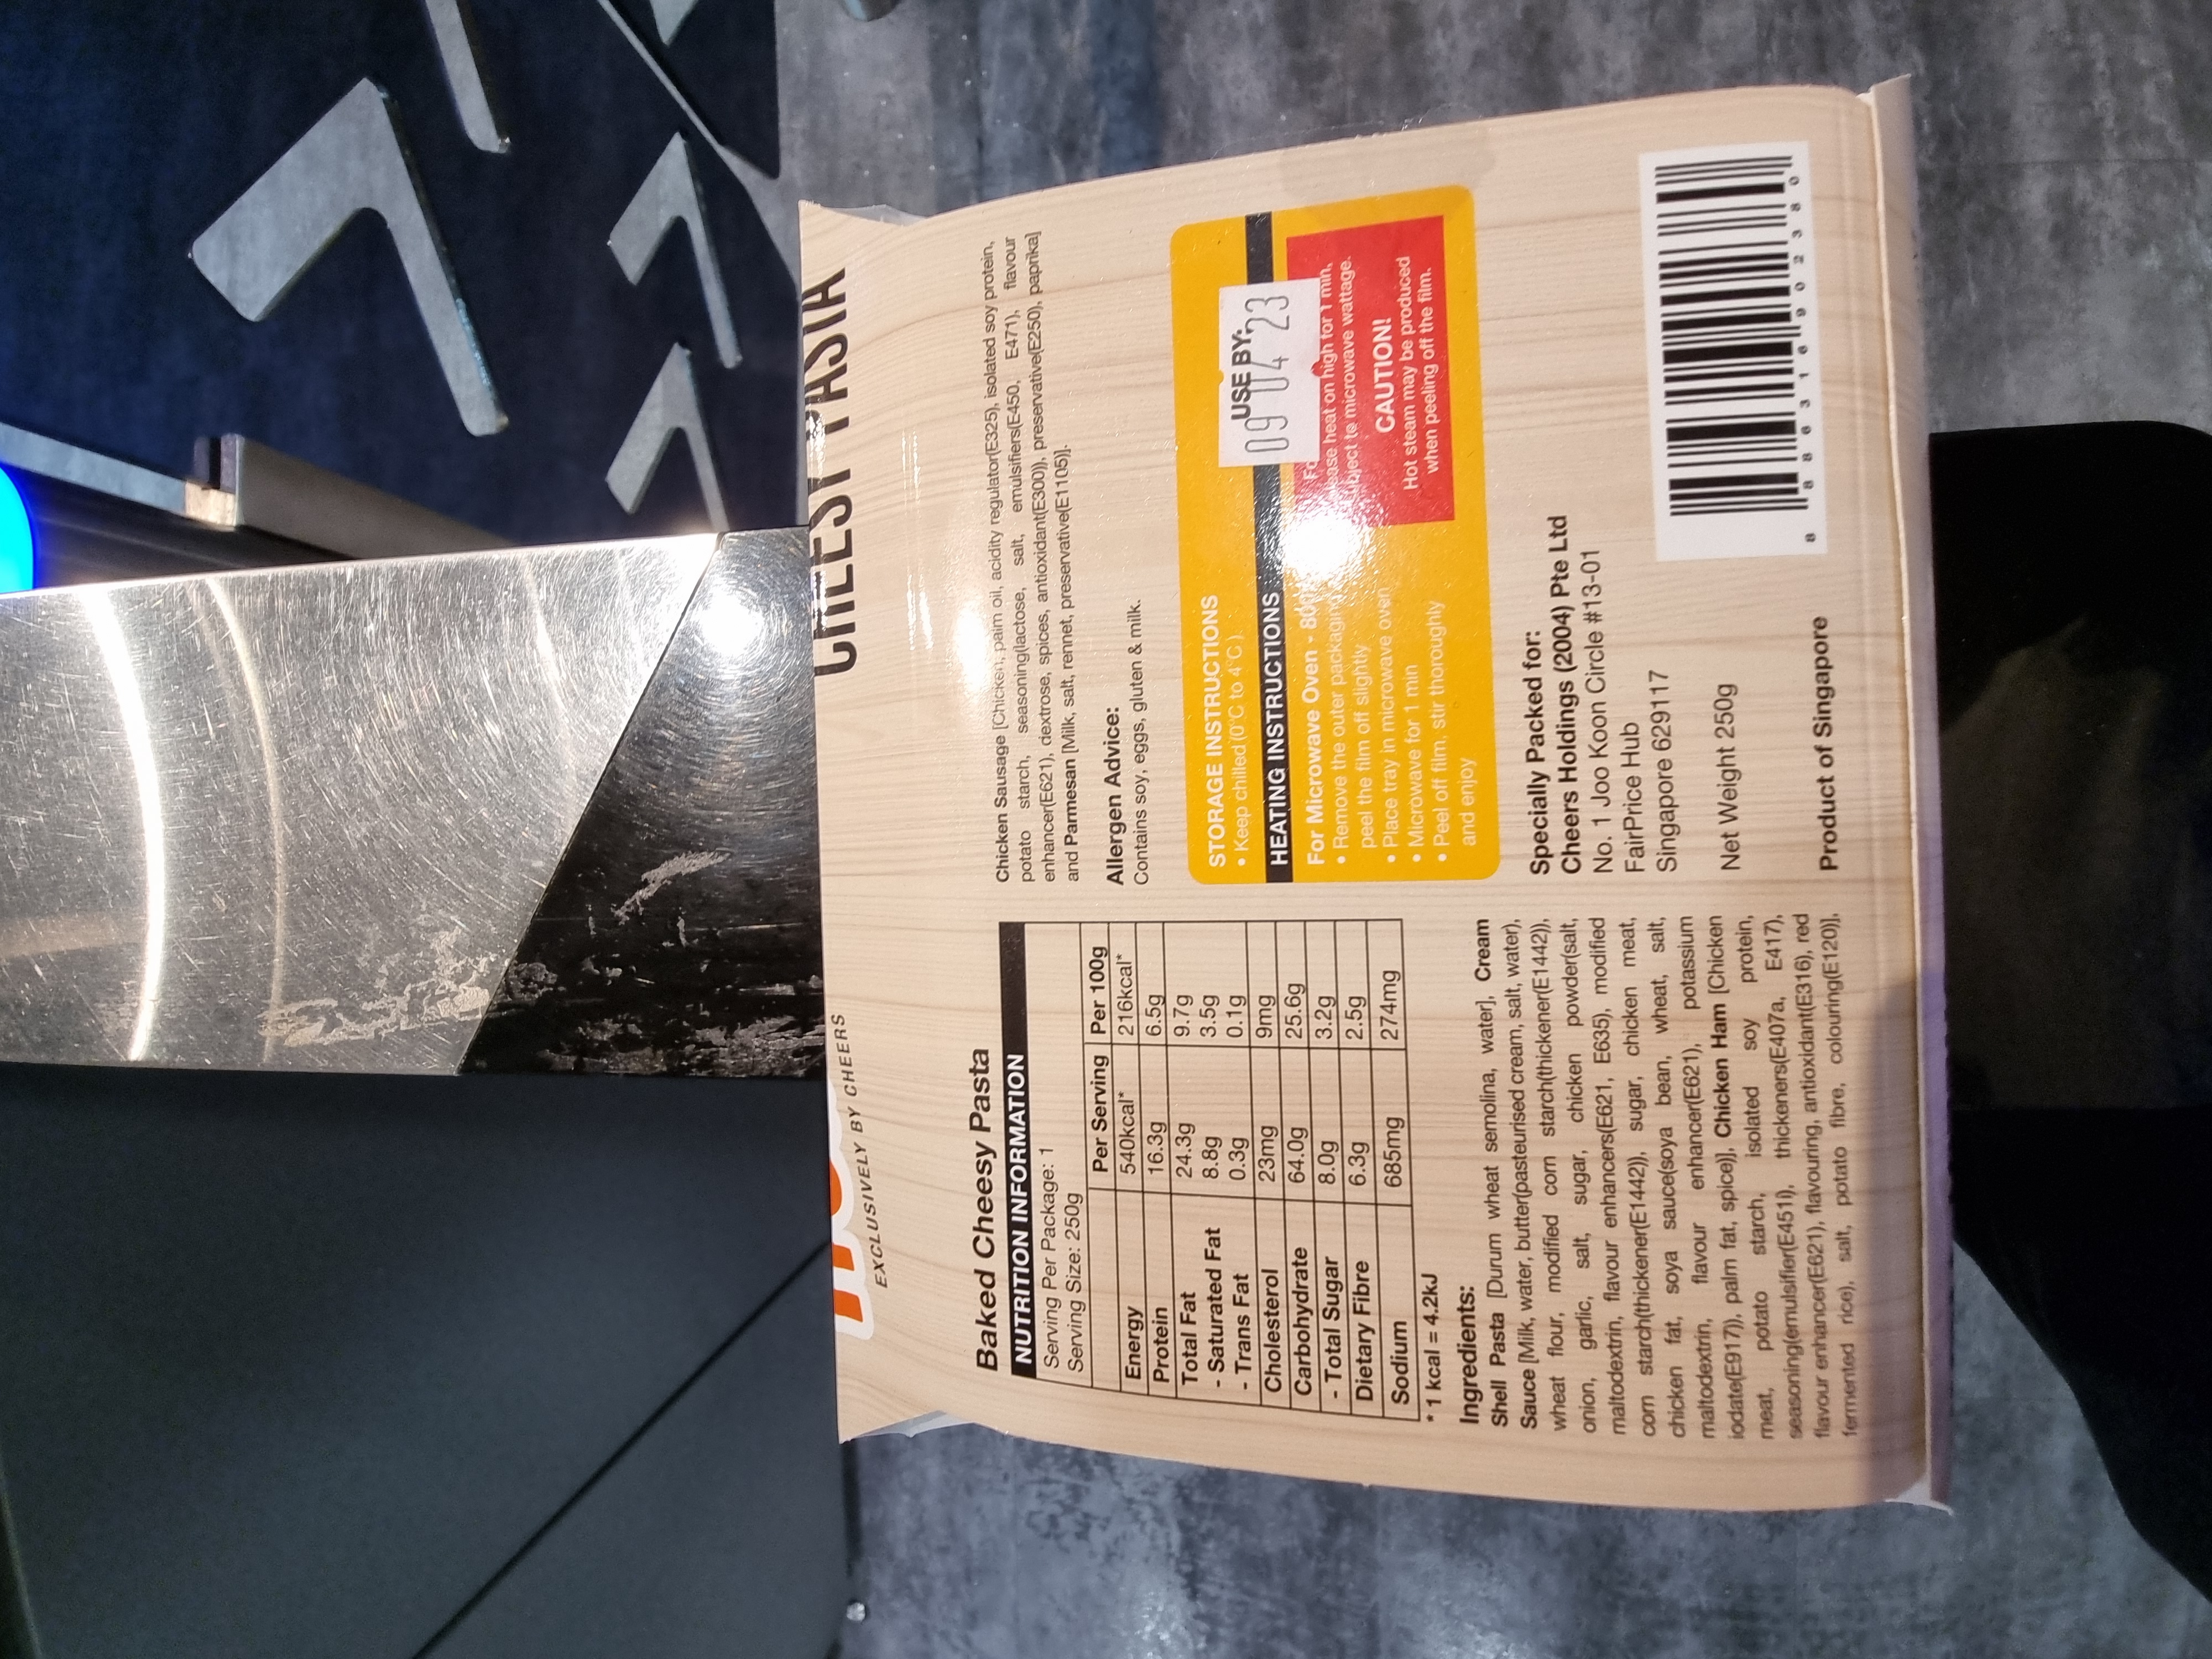 EXCLUSIVELY BY CHEERS
CHEESY PASTA
Baked Cheesy Pasta
NUTRITION INFORMATION
Serving Per Package: 1
Serving Size: 250g
Per Serving Per 100g
Energy 540kcal* 216kcal*
Protein 16.3g 6.5g
Total Fat 24.3g 9.7g
- Saturated Fat 8.8g 3.5g
- Trans Fat 0.3g 0.1g
Cholesterol 23mg 9mg
Carbohydrate 64.0g 25.6g
- Total Sugar 8.0g 3.2g
Dietary Fibre 6.3g 2.5g
Sodium 685mg 274mg
* 1 kcal = 4.2kJ
Ingredients:
Shell Pasta [Durum wheat semolina, water], Cream
Sauce [Milk, water, butter(pasteurised cream, salt, water),
wheat flour, modified corn starch(thickener(E1442)),
onion, garlic, salt, sugar, chicken powder(salt,
maltodextrin, flavour enhancers(E621, E635), modified
corn starch(thickener(E1442)), sugar, chicken meat,
chicken fat, soya sauce(soya bean, wheat, salt,
maltodextrin, flavour enhancer(E621), potassium
iodate(E917)), palm fat, spice)], Chicken Ham [Chicken
meat, potato starch, isolated soy protein,
seasoning(emulsifier(E451i), thickeners(E407a, E417),
flavour enhancer(E621), flavouring, antioxidant(E316), red
fermented rice), salt, potato fibre, colouring(E120)],
Chicken Sausage [Chicken, palm oil, acidity regulator(E325), isolated soy protein,
potato starch, seasoning(lactose, salt, emulsifiers(E450, E471), flavour
enhancer(E621), dextrose, spices, antioxidant(E300)), preservative(E250), paprika]
and Parmesan [Milk, salt, rennet, preservative(E1105)].
Allergen Advice:
Contains soy, eggs, gluten & milk.
STORAGE INSTRUCTIONS
• Keep chilled (0°C to 4°C )
USE BY:
09 04 23
HEATING INSTRUCTIONS
For Microwave Oven -
• Remove the outer packaging
peel the film off slightly
• Place tray in microwave oven
• Microwave for 1 min
• Peel off film, stir thoroughly
and enjoy
heat on high for 1 min,
to microwave wattage.
CAUTION!
Hot steam may be produced
when peeling off the film.
Specially Packed for:
Cheers Holdings (2004) Pte Ltd
No. 1 Joo Koon Circle #13-01
FairPrice Hub
Singapore 629117
Net Weight 250g
Product of Singapore
8 886316 902380